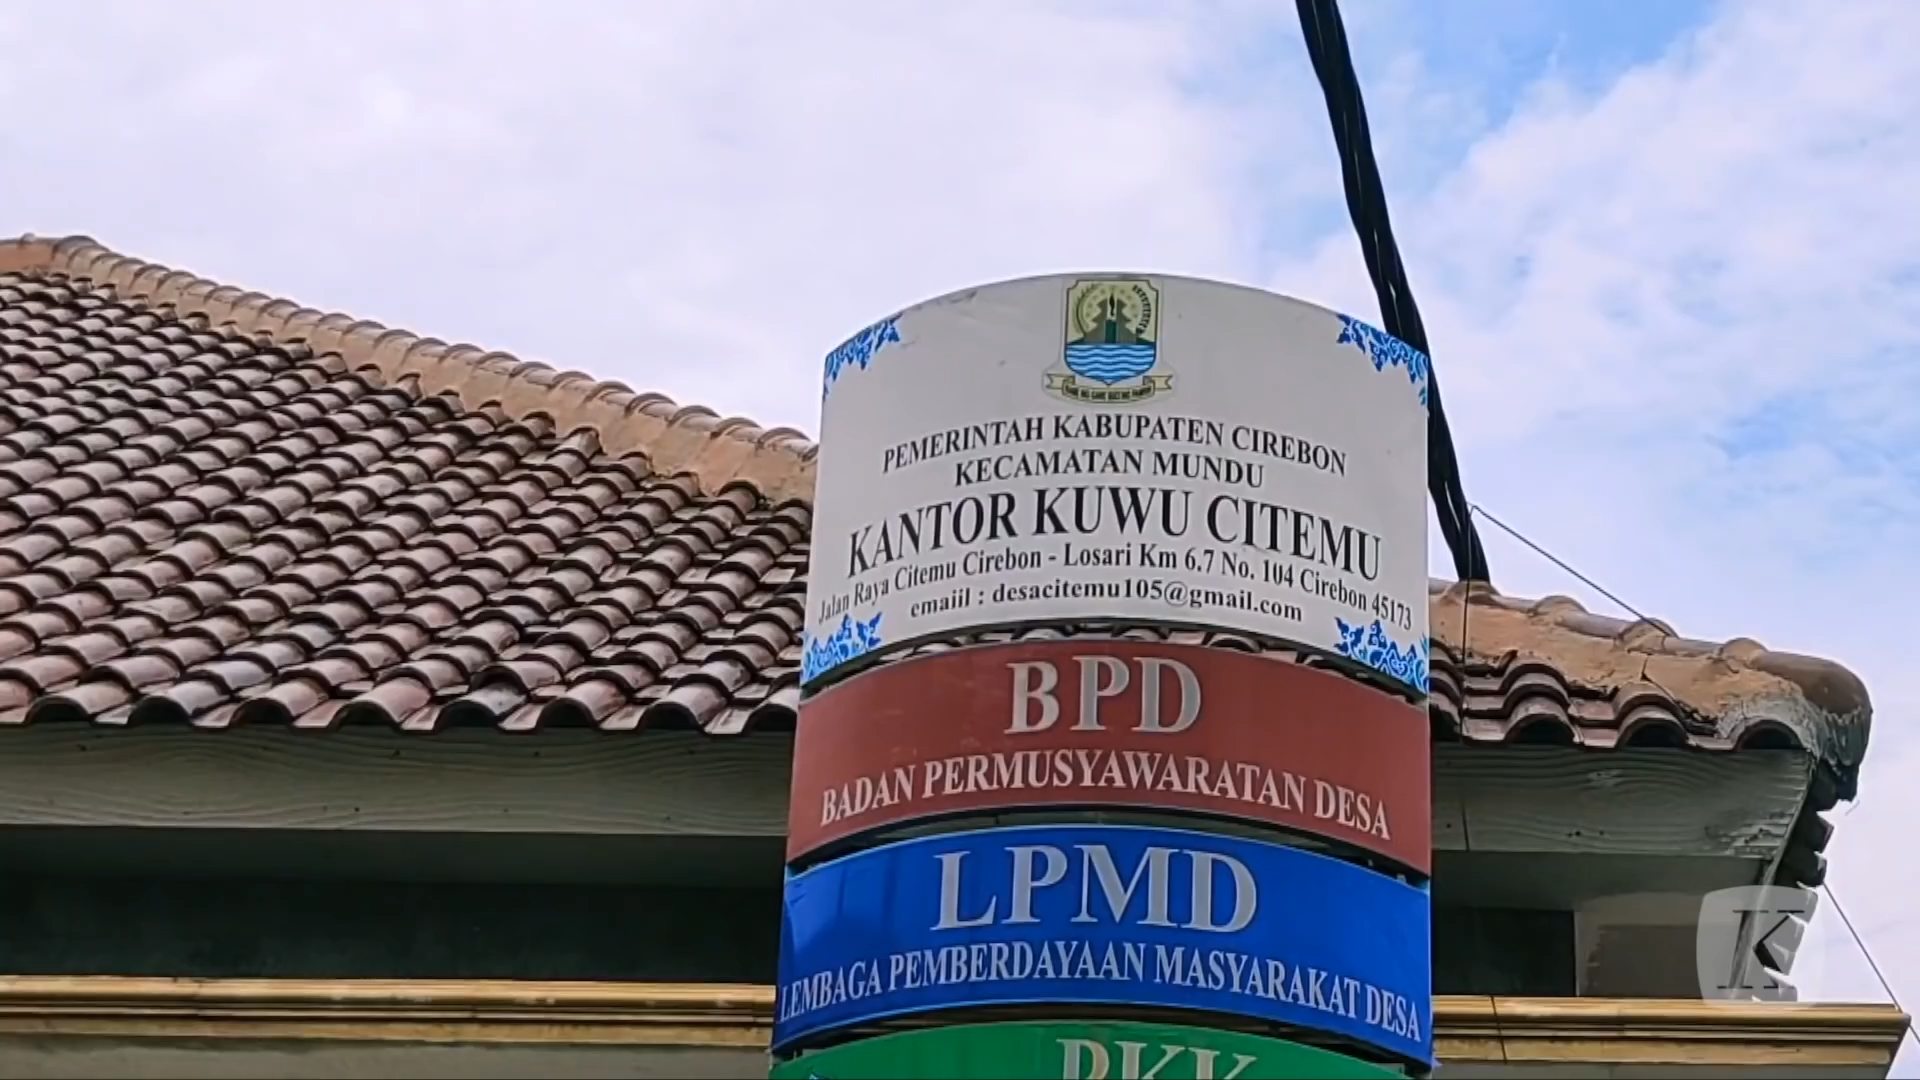 PEMERINTAH KABUPATEN CIREBON
KECAMATAN MUNDU
KANTOR KUWU CITEMU
Jalan Raya Citemu Cirebon - Losari Km 6.7 No. 104 Cirebon 45173
emaiil : desacitemu105@gmail.com
BPD
BADAN PERMUSYAWARATAN DESA
LPMD
LEMBAGA PEMBERDAYAAN MASYARAKAT DESA
PKK
K